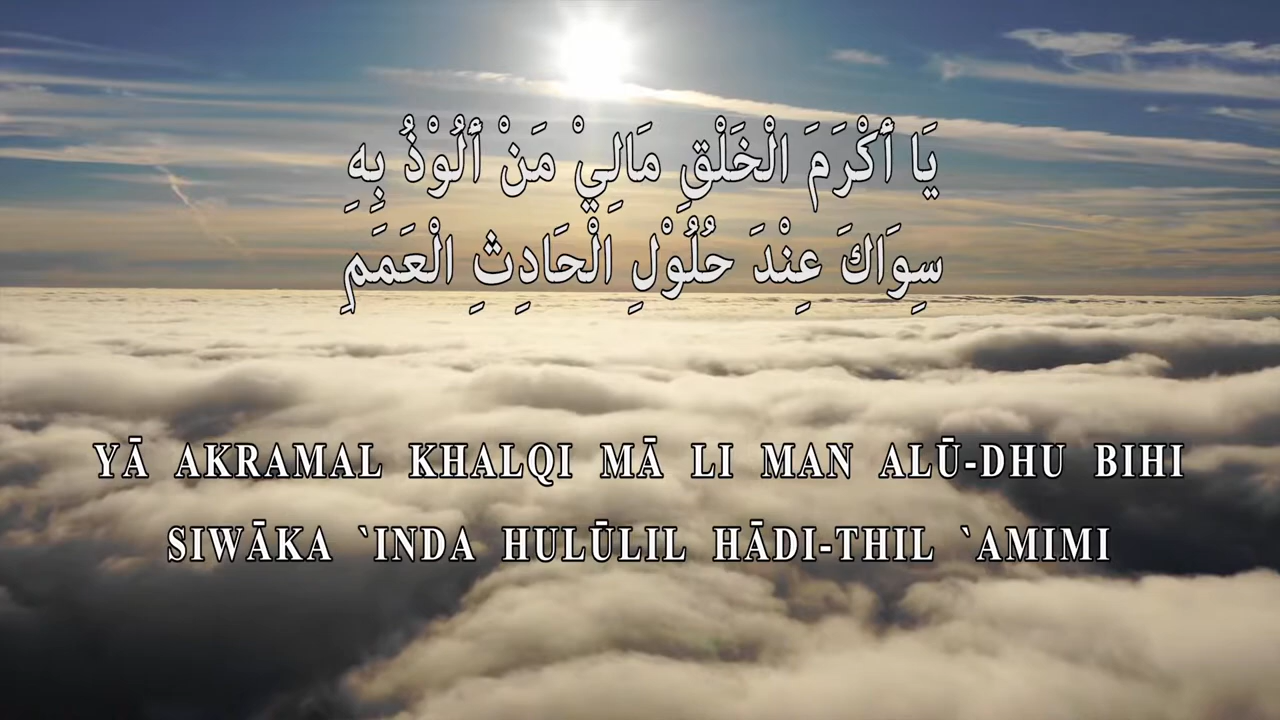 يَا أَكْرَمَ الْخَلْقِ مَالِيْ مَنْ أَلُوْذُ بِهِ
سِوَاكَ عِنْدَ حُلُوْلِ الْحَادِثِ الْعَمَمِ
YĀ AKRAMAL KHALQI MĀ LI MAN ALŪ-DHU BIHI
SIWĀKA `INDA HULŪLIL HĀDI-THIL `AMIMI